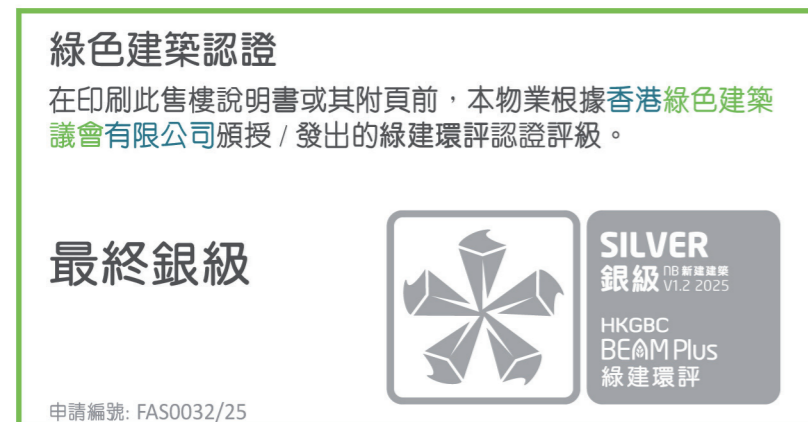 綠色建築認證
在印刷此售樓說明書或其附頁前，本物業根據香港綠色建築
議會有限公司頒授 / 發出的綠建環評認證評級。
最終銀級
SILVER
銀級 NB 新建建築
V1.2 2025
HKGBC
BEAM Plus
綠建環評
申請編號: FAS0032/25